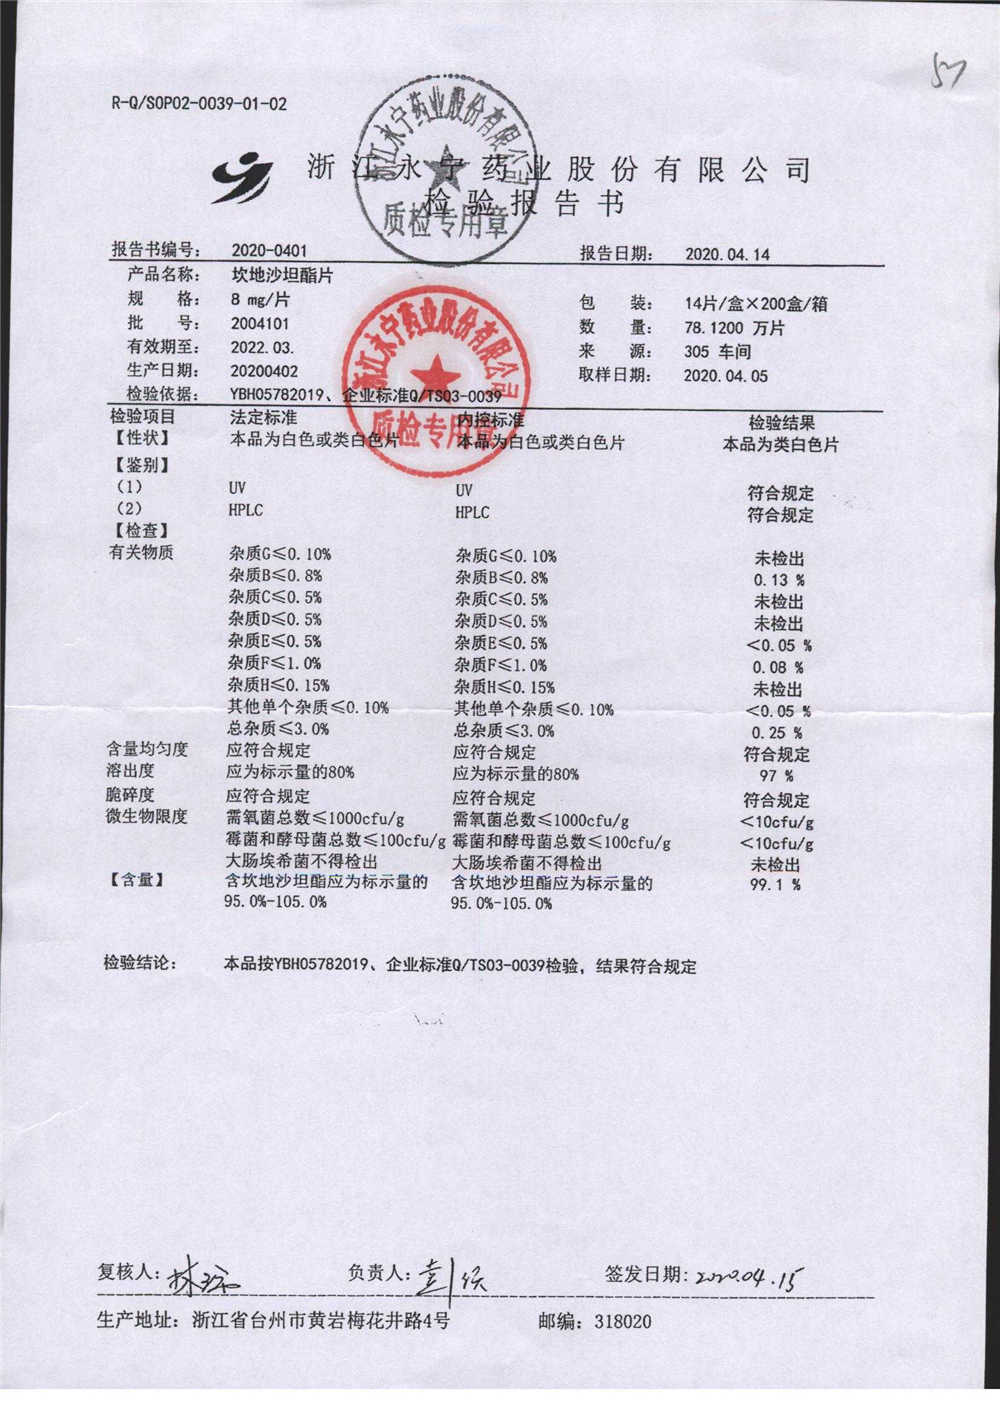 57
R-Q/SOP02-0039-01-02
浙江永宁药业股份有限公司
检验报告书
浙江永宁药业股份有限公司
质检专用章
报告书编号： 2020-0401 报告日期： 2020.04.14
产品名称： 坎地沙坦酯片
规 格： 8 mg/片 包 装： 14片/盒×200盒/箱
批 号： 2004101 数 量： 78.1200 万片
有效期至： 2022.03. 来 源： 305 车间
生产日期： 20200402 取样日期： 2020.04.05
检验依据： YBH05782019、企业标准Q/TS03-0039
浙江永宁药业股份有限公司
质检专用章
检验项目 法定标准 内控标准 检验结果
【性状】 本品为白色或类白色片 本品为白色或类白色片 本品为类白色片
【鉴别】
（1） UV UV 符合规定
（2） HPLC HPLC 符合规定
【检查】
有关物质 杂质G≤0.10% 杂质G≤0.10% 未检出
杂质B≤0.8% 杂质B≤0.8% 0.13 %
杂质C≤0.5% 杂质C≤0.5% 未检出
杂质D≤0.5% 杂质D≤0.5% 未检出
杂质E≤0.5% 杂质E≤0.5% <0.05 %
杂质F≤1.0% 杂质F≤1.0% 0.08 %
杂质H≤0.15% 杂质H≤0.15% 未检出
其他单个杂质≤0.10% 其他单个杂质≤0.10% <0.05 %
总杂质≤3.0% 总杂质≤3.0% 0.25 %
含量均匀度 应符合规定 应符合规定 符合规定
溶出度 应为标示量的80% 应为标示量的80% 97 %
脆碎度 应符合规定 应符合规定 符合规定
微生物限度 需氧菌总数≤1000cfu/g 需氧菌总数≤1000cfu/g <10cfu/g
霉菌和酵母菌总数≤100cfu/g 霉菌和酵母菌总数≤100cfu/g <10cfu/g
大肠埃希菌不得检出 大肠埃希菌不得检出 未检出
【含量】 含坎地沙坦酯应为标示量的 含坎地沙坦酯应为标示量的 99.1 %
95.0%-105.0% 95.0%-105.0%
检验结论： 本品按YBH05782019、企业标准Q/TS03-0039检验，结果符合规定
复核人： 负责人： 签发日期：2020.04.15
生产地址：浙江省台州市黄岩梅花井路4号 邮编：318020